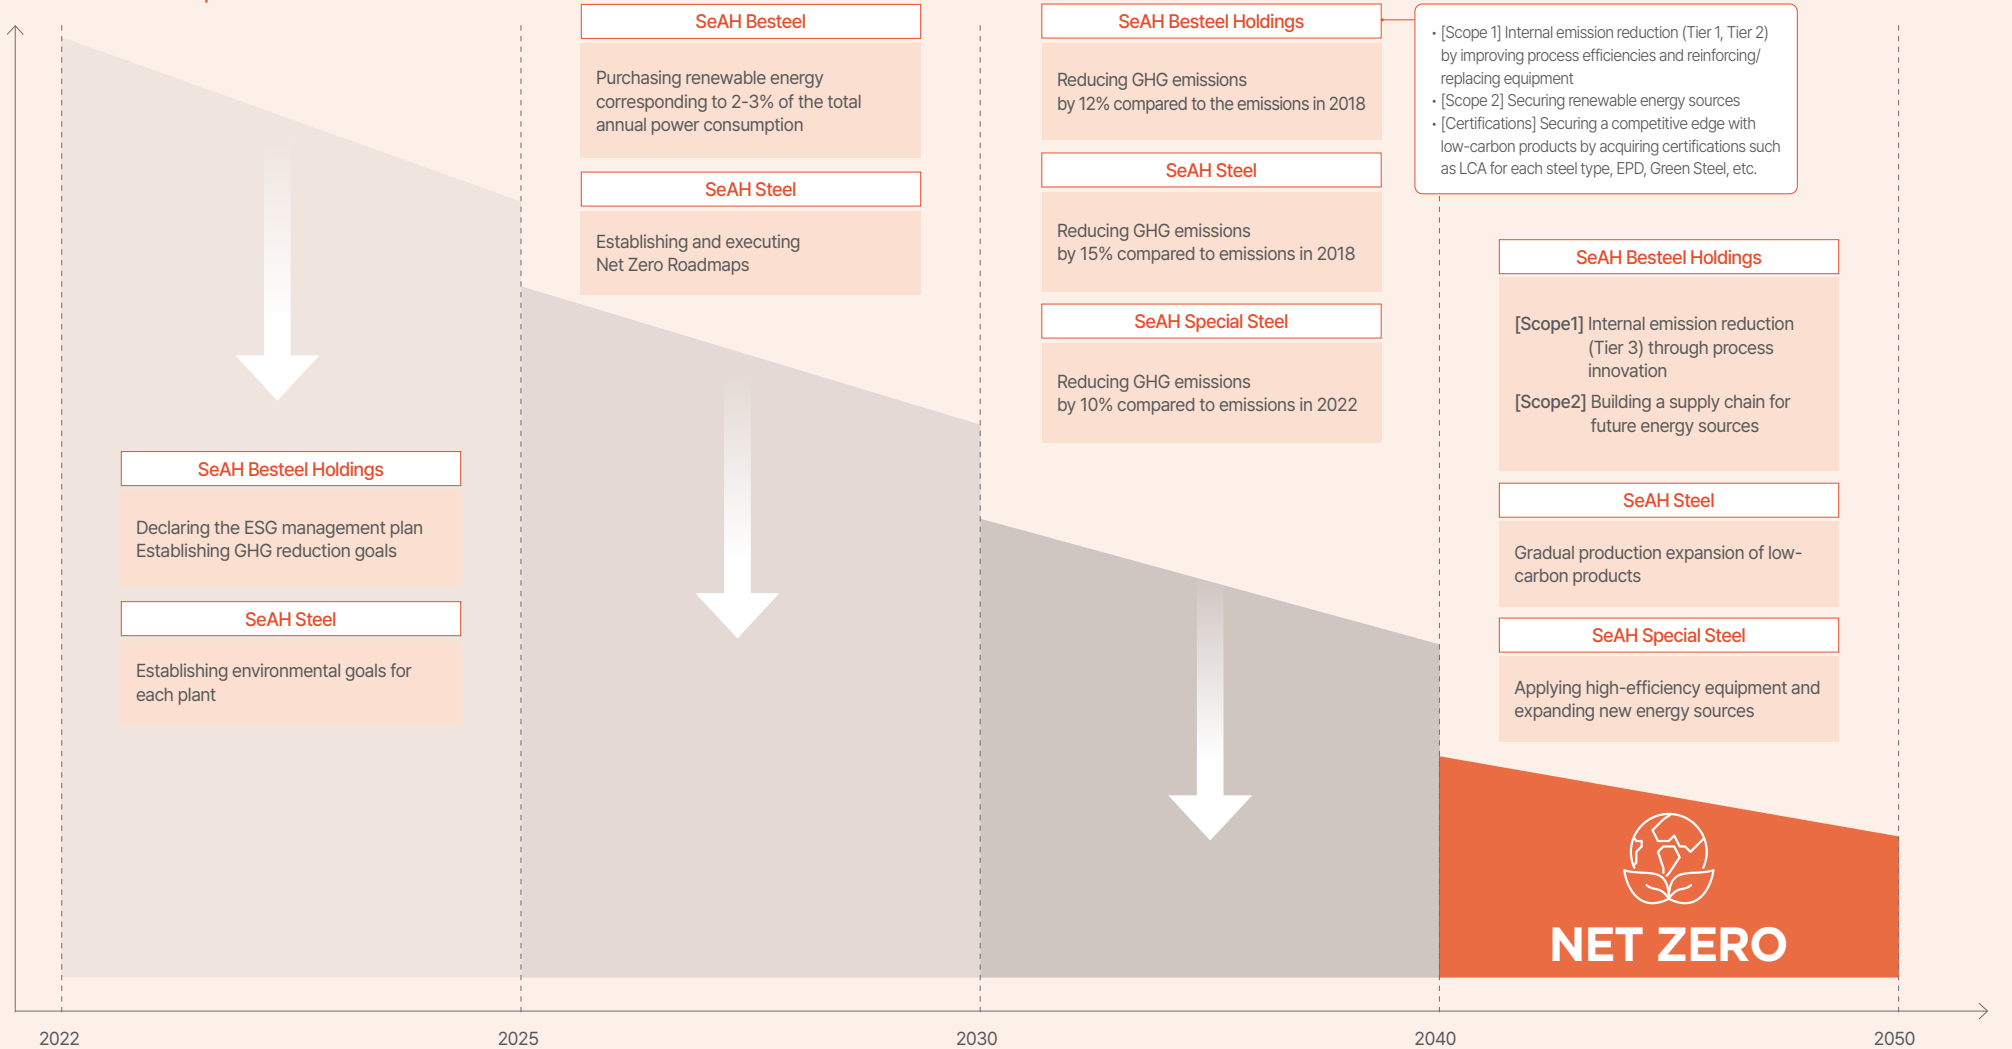 SeAH Besteel Holdings
Declaring the ESG management plan
Establishing GHG reduction goals
SeAH Steel
Establishing environmental goals for
each plant
SeAH Besteel
Purchasing renewable energy
corresponding to 2-3% of the total
annual power consumption
SeAH Steel
Establishing and executing
Net Zero Roadmaps
SeAH Besteel Holdings
Reducing GHG emissions
by 12% compared to the emissions in 2018
SeAH Steel
Reducing GHG emissions
by 15% compared to emissions in 2018
SeAH Special Steel
Reducing GHG emissions
by 10% compared to emissions in 2022
• [Scope 1] Internal emission reduction (Tier 1, Tier 2)
by improving process efficiencies and reinforcing/
replacing equipment
• [Scope 2] Securing renewable energy sources
• [Certifications] Securing a competitive edge with
low-carbon products by acquiring certifications such
as LCA for each steel type, EPD, Green Steel, etc.
SeAH Besteel Holdings
[Scope1] Internal emission reduction
(Tier 3) through process
innovation
[Scope2] Building a supply chain for
future energy sources
SeAH Steel
Gradual production expansion of low-
carbon products
SeAH Special Steel
Applying high-efficiency equipment and
expanding new energy sources
NET ZERO
2022
2025
2030
2040
2050